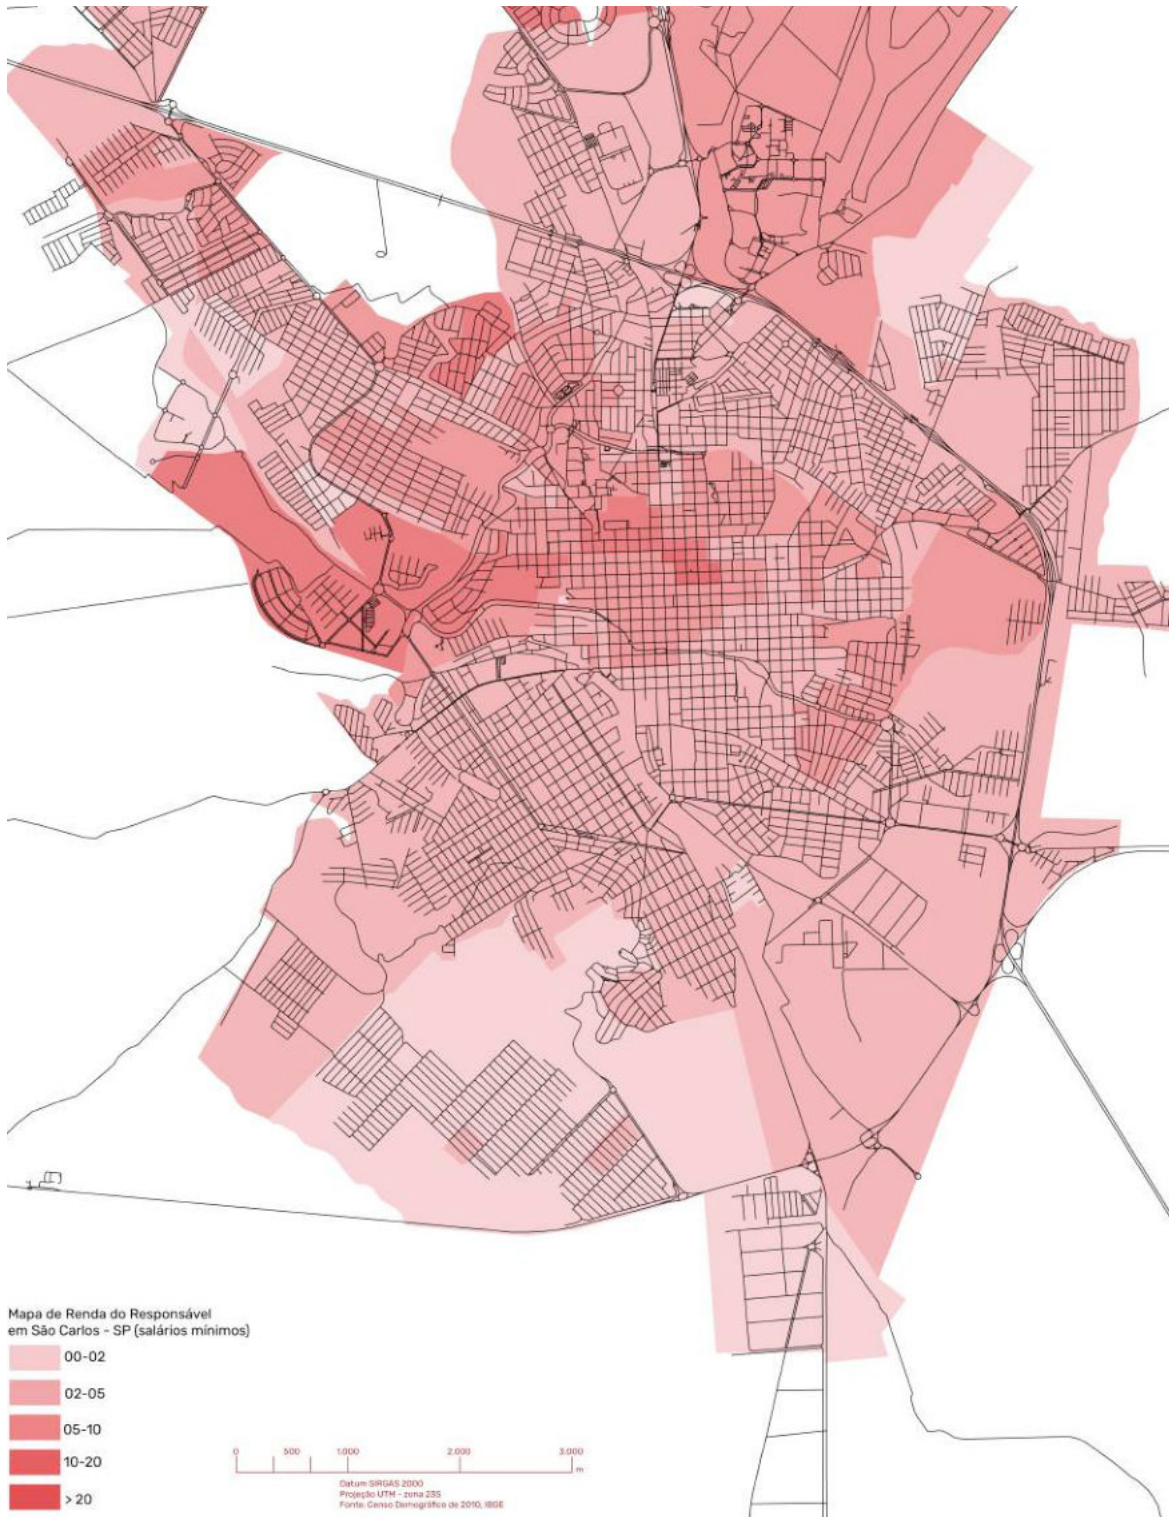 Mapa de Renda do Responsável
em São Carlos - SP (salários mínimos)
00-02
02-05
05-10
10-20
> 20
0 500 1.000 2.000 3.000
m
Datum SIRGAS 2000
Projeção UTM - zona 23S
Fonte: Censo Demográfico de 2010, IBGE